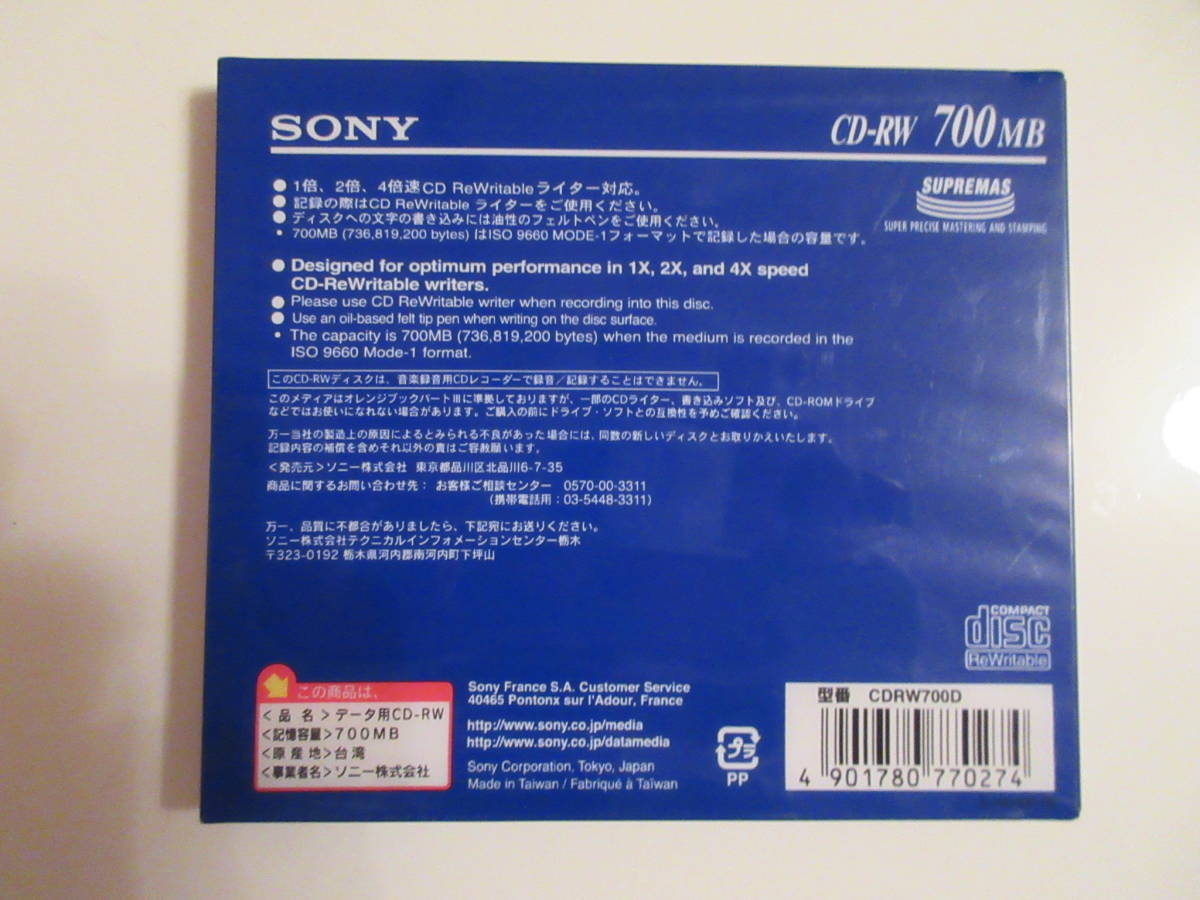 SONY
CD-RW 700MB
SUPREMAS
SUPER PRECISE MASTERING AND STAMPING
● 1倍、2倍、4倍速CD ReWritableライター対応。
● 記録の際はCD ReWritable ライターをご使用ください。
● ディスクへの文字の書き込みには油性のフェルトペンをご使用ください。
• 700MB (736,819,200 bytes) はISO 9660 MODE-1フォーマットで記録した場合の容量です。
● Designed for optimum performance in 1X, 2X, and 4X speed
CD-ReWritable writers.
● Please use CD ReWritable writer when recording into this disc.
● Use an oil-based felt tip pen when writing on the disc surface.
• The capacity is 700MB (736,819,200 bytes) when the medium is recorded in the
ISO 9660 Mode-1 format.
このCD-RWディスクは、音楽録音用CDレコーダーで録音/記録することはできません。
このメディアはオレンジブックパートⅢに準拠しておりますが、一部のCDライター、書き込みソフト及び、CD-ROMドライブ
などではお使いになれない場合があります。ご購入の前にドライブ・ソフトとの互換性を予めご確認ください。
万一当社の製造上の原因によるとみられる不良があった場合には、同数の新しいディスクとお取りかえいたします。
記録内容の補償を含めそれ以外の責はご容赦願います。
<発売元>ソニー株式会社 東京都品川区北品川6-7-35
商品に関するお問い合わせ先: お客様ご相談センター 0570-00-3311
(携帯電話用:03-5448-3311)
万一、品質に不都合がありましたら、下記宛にお送りください。
ソニー株式会社テクニカルインフォメーションセンター栃木
〒323-0192 栃木県河内郡南河内町下坪山
COMPACT
disc
ReWritable
この商品は、
<品名>データ用CD-RW
<記憶容量>700MB
<原産地>台湾
<事業者名>ソニー株式会社
Sony France S.A. Customer Service
40465 Pontonx sur l'Adour, France
http://www.sony.co.jp/media
http://www.sony.co.jp/datamedia
Sony Corporation, Tokyo, Japan
Made in Taiwan / Fabriqué à Taïwan
プラ
PP
型番 CDRW700D
4 901780 770274